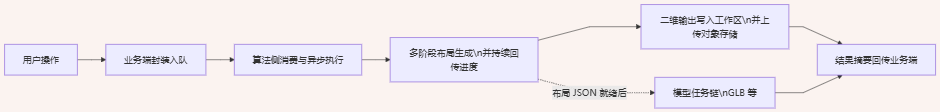 用户操作
业务端封装入队
算法侧消费与异步执行
多阶段布局生成\n并持续回
传进度
二维输出写入工作区\n并上
传对象存储
布局 JSON 就绪后
模型任务链\nGLB 等
结果摘要回传业务端